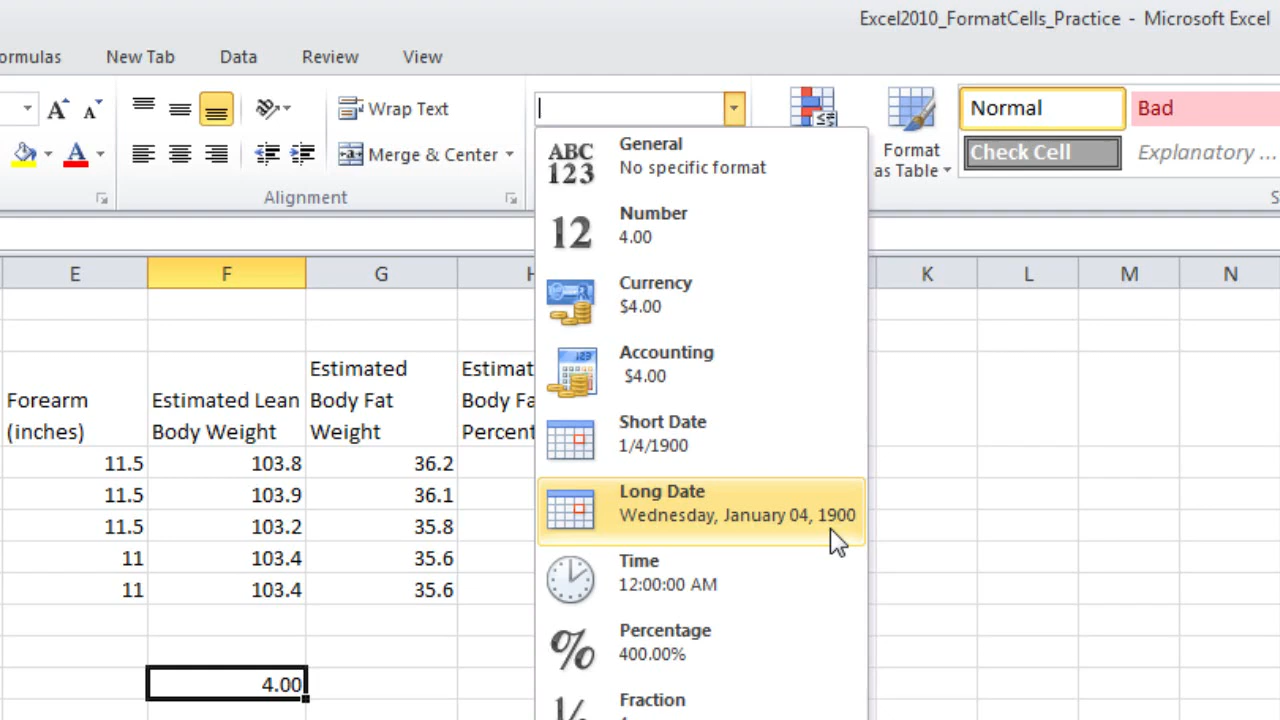 Excel2010_FormatCells_Practice - Microsoft Excel
ormulas New Tab Data Review View
A A Wrap Text Normal Bad
A Merge & Center Format as Table Check Cell Explanatory ...
Alignment S
ABC 123 General
No specific format
12 Number
4.00
Currency
$4.00
Accounting
$4.00
Short Date
1/4/1900
Long Date
Wednesday, January 04, 1900
Time
12:00:00 AM
% Percentage
400.00%
Fraction
E F G H K L M N
Estimated Estimat
Forearm Estimated Lean Body Fat Body Fa
(inches) Body Weight Weight Percent
11.5 103.8 36.2
11.5 103.9 36.1
11.5 103.2 35.8
11 103.4 35.6
11 103.4 35.6
4.00